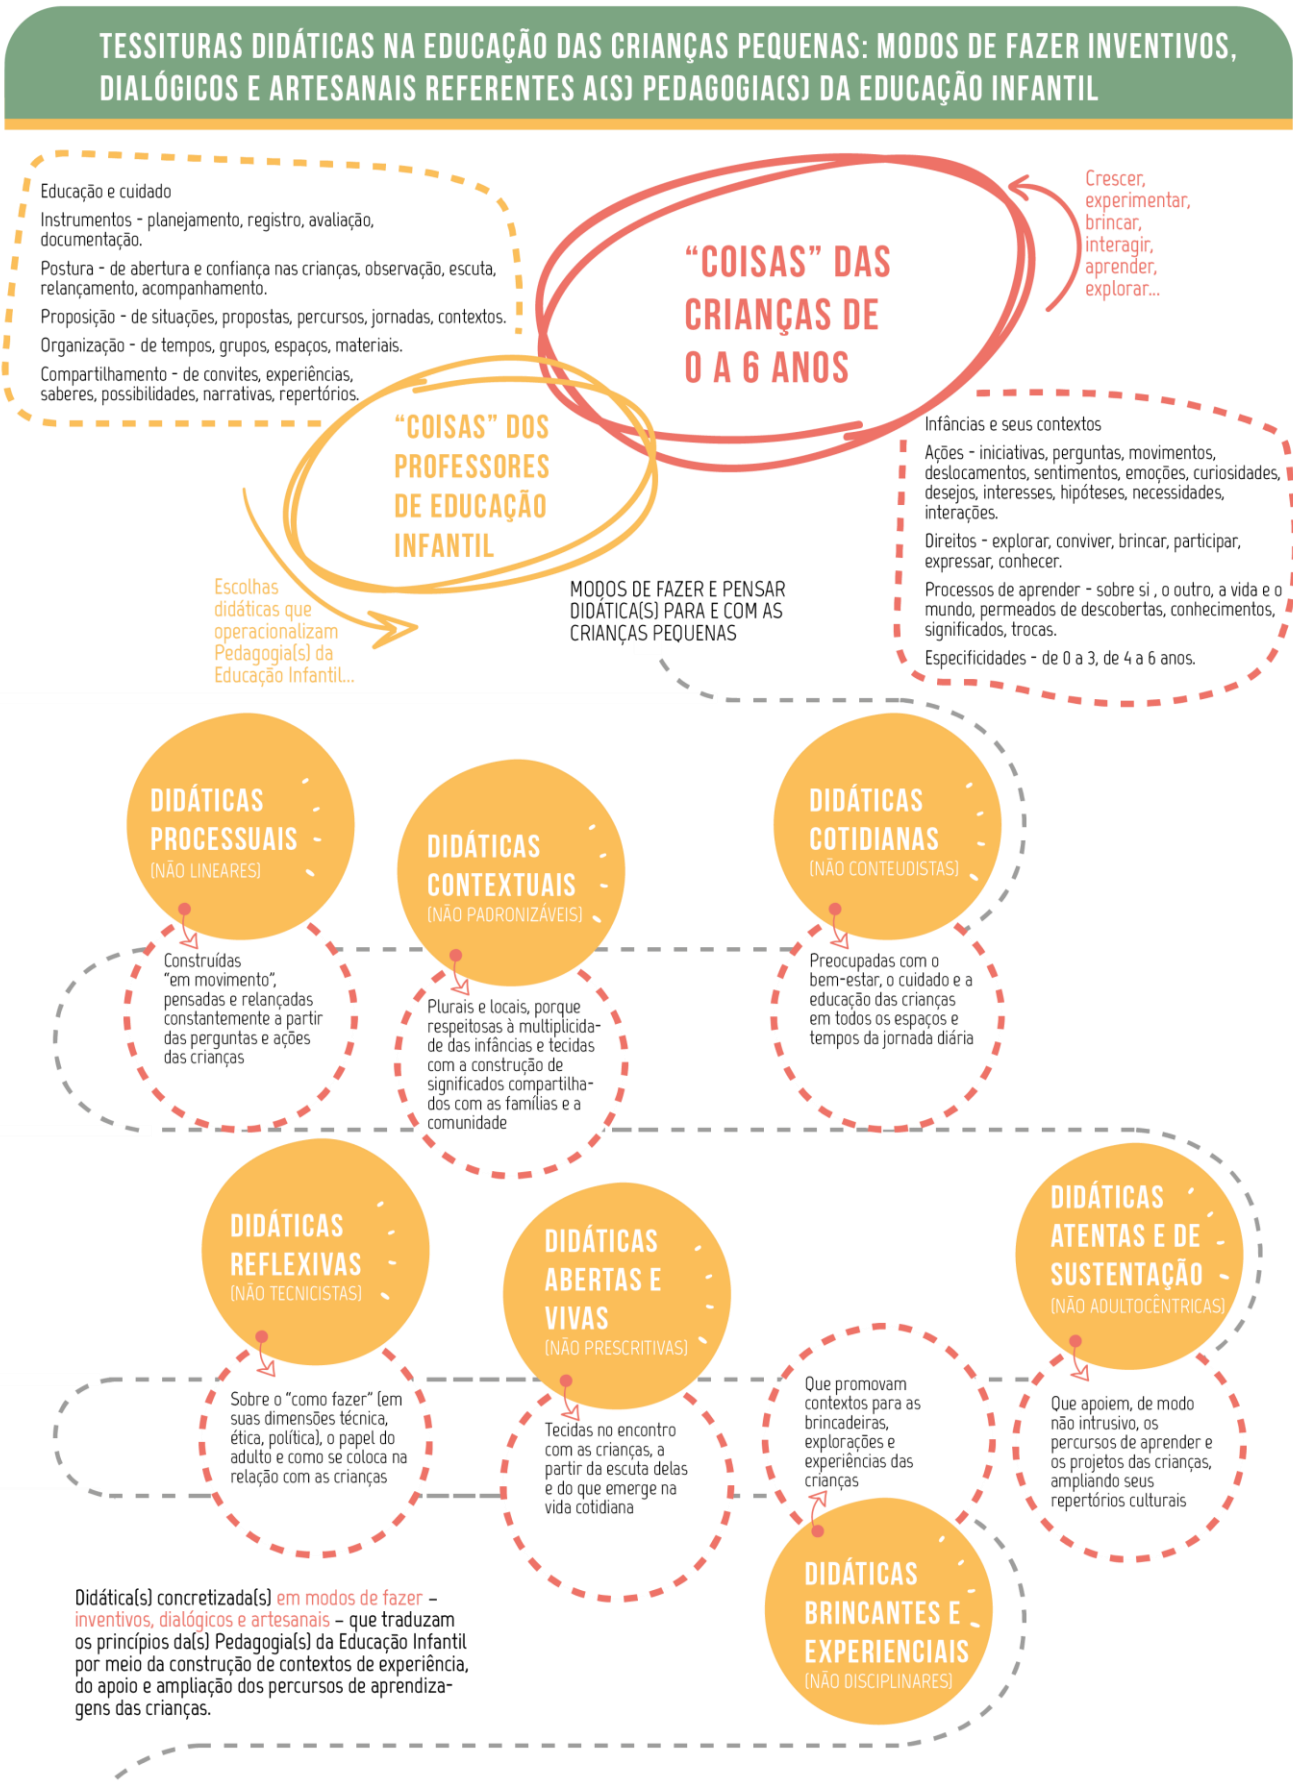 TESSITURAS DIDÁTICAS NA EDUCAÇÃO DAS CRIANÇAS PEQUENAS: MODOS DE FAZER INVENTIVOS,
DIALÓGICOS E ARTESANAIS REFERENTES A(S) PEDAGOGIA(S) DA EDUCAÇÃO INFANTIL
Educação e cuidado
Instrumentos - planejamento, registro, avaliação,
documentação.
Postura - de abertura e confiança nas crianças, observação, escuta,
relançamento, acompanhamento.
Proposição - de situações, propostas, percursos, jornadas, contextos.
Organização - de tempos, grupos, espaços, materiais.
Compartilhamento - de convites, experiências,
saberes, possibilidades, narrativas, repertórios.
“COISAS” DAS
CRIANÇAS DE
0 A 6 ANOS
Crescer,
experimentar,
brincar,
interagir,
aprender,
explorar...
“COISAS” DOS
PROFESSORES
DE EDUCAÇÃO
INFANTIL
Infâncias e seus contextos
Ações - iniciativas, perguntas, movimentos,
deslocamentos, sentimentos, emoções, curiosidades,
desejos, interesses, hipóteses, necessidades,
interações.
Direitos - explorar, conviver, brincar, participar,
expressar, conhecer.
Processos de aprender - sobre si , o outro, a vida e o
mundo, permeados de descobertas, conhecimentos,
significados, trocas.
Especificidades - de 0 a 3, de 4 a 6 anos.
Escolhas
didáticas que
operacionalizam
Pedagogia(s) da
Educação Infantil...
MODOS DE FAZER E PENSAR
DIDÁTICA(S) PARA E COM AS
CRIANÇAS PEQUENAS
DIDÁTICAS
PROCESSUAIS
(NÃO LINEARES)
Construídas
“em movimento”,
pensadas e relançadas
constantemente a partir
das perguntas e ações
das crianças
DIDÁTICAS
CONTEXTUAIS
(NÃO PADRONIZÁVEIS)
Plurais e locais, porque
respeitosas à multiplicida-
de das infâncias e tecidas
com a construção de
significados compartilha-
dos com as famílias e a
comunidade
DIDÁTICAS
COTIDIANAS
(NÃO CONTEUDISTAS)
Preocupadas com o
bem-estar, o cuidado e a
educação das crianças
em todos os espaços e
tempos da jornada diária
DIDÁTICAS
REFLEXIVAS
(NÃO TECNICISTAS)
Sobre o “como fazer” (em
suas dimensões técnica,
ética, política), o papel do
adulto e como se coloca na
relação com as crianças
DIDÁTICAS
ABERTAS E
VIVAS
(NÃO PRESCRITIVAS)
Tecidas no encontro
com as crianças, a
partir da escuta delas
e do que emerge na
vida cotidiana
Que promovam
contextos para as
brincadeiras,
explorações e
experiências das
crianças
DIDÁTICAS
BRINCANTES E
EXPERIENCIAIS
(NÃO DISCIPLINARES)
DIDÁTICAS
ATENTAS E DE
SUSTENTAÇÃO
(NÃO ADULTOCÊNTRICAS)
Que apoiem, de modo
não intrusivo, os
percursos de aprender e
os projetos das crianças,
ampliando seus
repertórios culturais
Didática(s) concretizada(s) em modos de fazer –
inventivos, dialógicos e artesanais – que traduzam
os princípios da(s) Pedagogia(s) da Educação Infantil
por meio da construção de contextos de experiência,
do apoio e ampliação dos percursos de aprendiza-
gens das crianças.